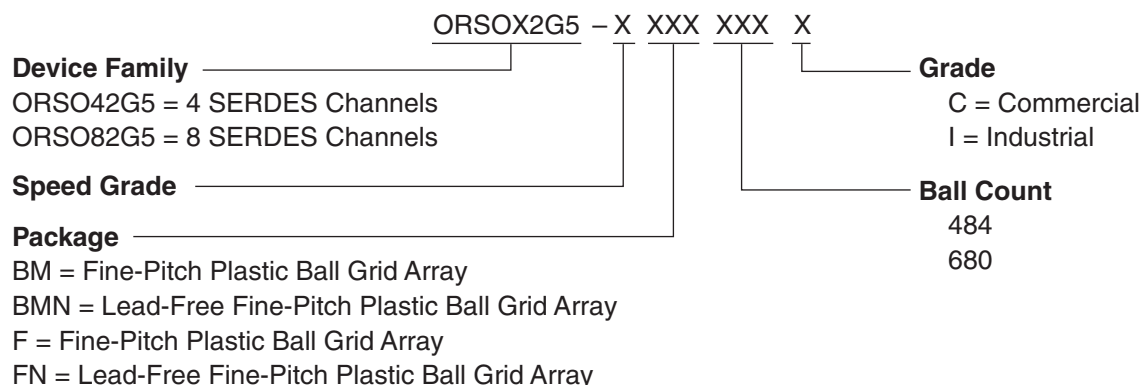 ORSOX2G5 – X XXX XXX X
Device Family
ORSO42G5 = 4 SERDES Channels
ORSO82G5 = 8 SERDES Channels
Speed Grade
Package
BM = Fine-Pitch Plastic Ball Grid Array
BMN = Lead-Free Fine-Pitch Plastic Ball Grid Array
F = Fine-Pitch Plastic Ball Grid Array
FN = Lead-Free Fine-Pitch Plastic Ball Grid Array
Grade
C = Commercial
I = Industrial
Ball Count
484
680